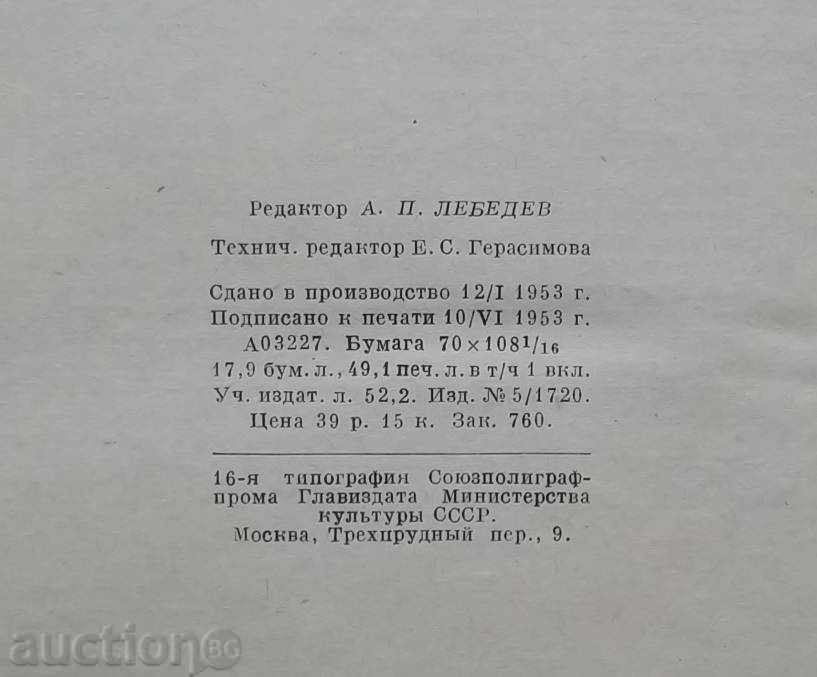 Редактор А. П. ЛЕБЕДЕВ
Технич. редактор Е. С. Герасимова
Сдано в производство 12/I 1953 г.
Подписано к печати 10/VI 1953 г.
А03227. Бумага 70×108¹/₁₆
17,9 бум. л., 49,1 печ. л. в т/ч 1 вкл.
Уч. издат. л. 52,2. Изд. № 5/1720.
Цена 39 р. 15 к. Зак. 760.
16-я типография Союзполиграф-
прома Главиздата Министерства
культуры СССР.
Москва, Трехпрудный пер., 9.
auction BG